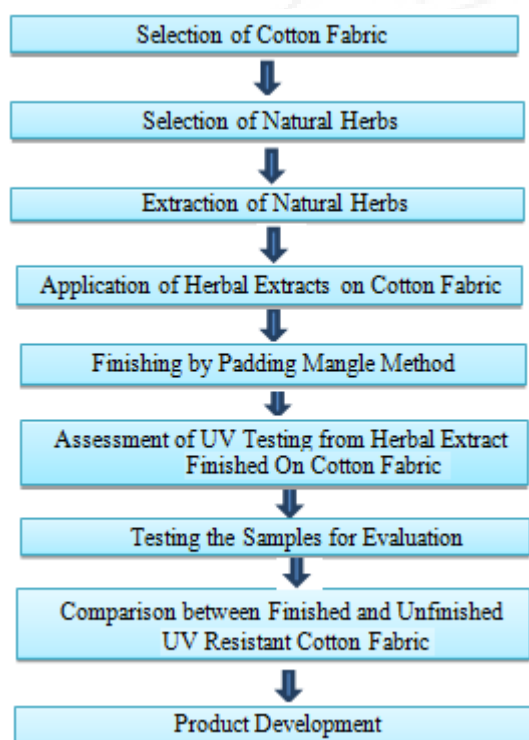 Selection of Cotton Fabric
Selection of Natural Herbs
Extraction of Natural Herbs
Application of Herbal Extracts on Cotton Fabric
Finishing by Padding Mangle Method
Assessment of UV Testing from Herbal Extract
Finished On Cotton Fabric
Testing the Samples for Evaluation
Comparison between Finished and Unfinished
UV Resistant Cotton Fabric
Product Development